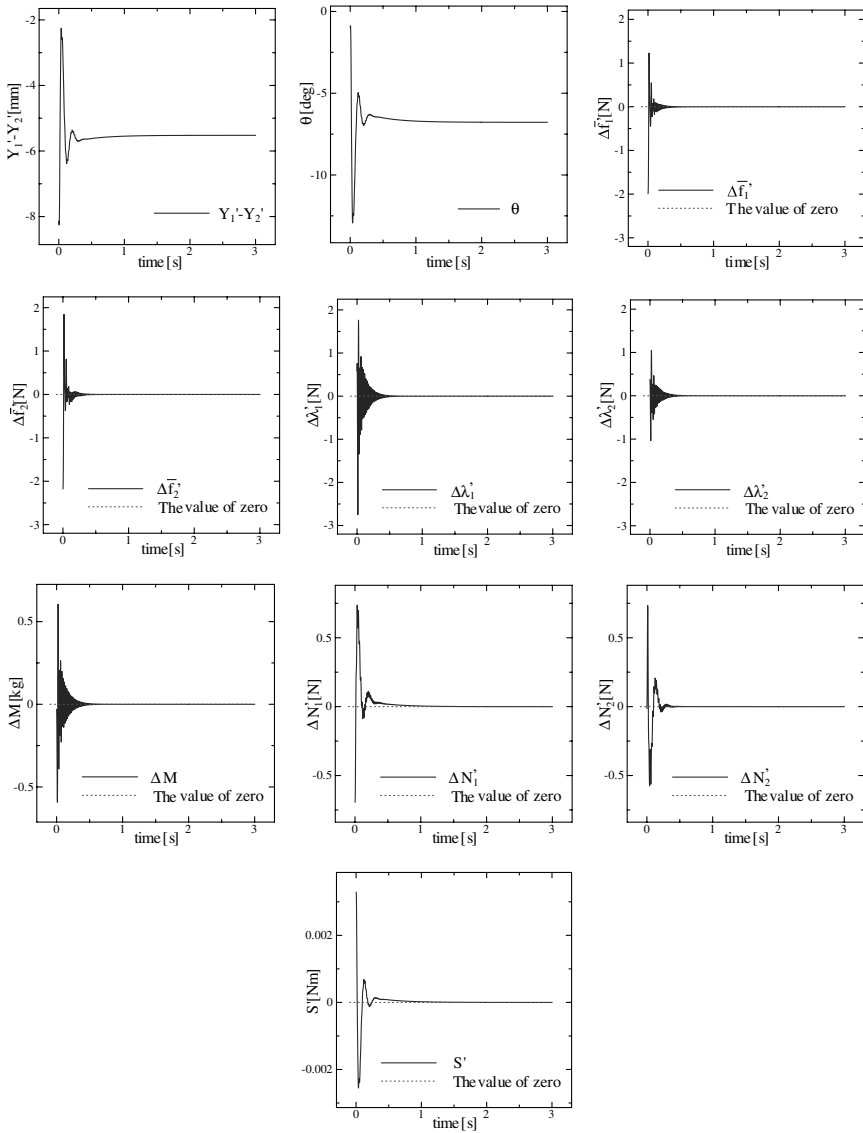 Y₁'-Y₂'[mm]
-2
-4
-6
-8
0
1
2
3
time[s]
Y₁'-Y₂'
θ[deg]
0
-5
-10
0
1
2
3
time[s]
θ
Δf̄₁'[N]
2
1
0
-1
-2
-3
0
1
2
3
time[s]
Δf̄₁'
The value of zero
Δf̄₂'[N]
2
1
0
-1
-2
-3
0
1
2
3
time[s]
Δf̄₂'
The value of zero
Δλ₁'[N]
2
1
0
-1
-2
-3
0
1
2
3
time[s]
Δλ₁'
The value of zero
Δλ₂'[N]
2
1
0
-1
-2
-3
0
1
2
3
time[s]
Δλ₂'
The value of zero
ΔM[kg]
0.5
0
-0.5
0
1
2
3
time[s]
ΔM
The value of zero
ΔN₁'[N]
0.5
0
-0.5
0
1
2
3
time[s]
ΔN₁'
The value of zero
ΔN₂'[N]
0.5
0
-0.5
0
1
2
3
time[s]
ΔN₂'
The value of zero
S'[Nm]
0.002
0
-0.002
0
1
2
3
time[s]
S'
The value of zero